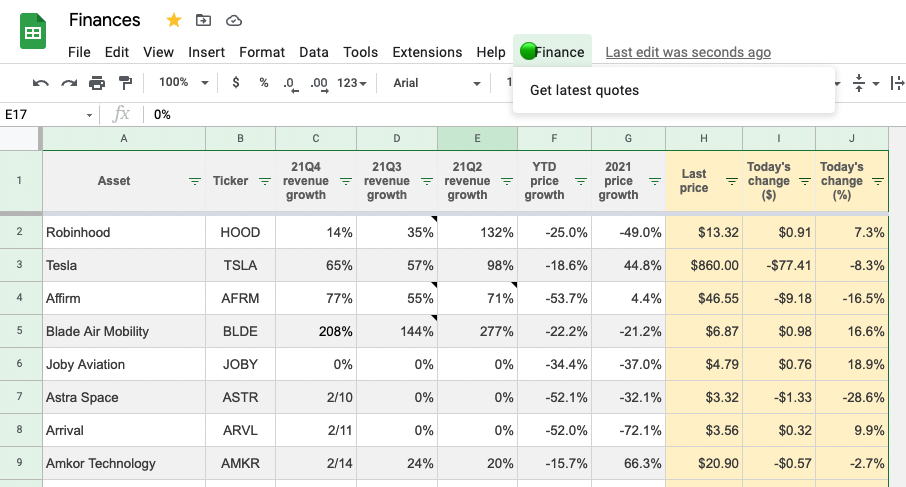 Finances
File Edit View Insert Format Data Tools Extensions Help Finance Last edit was seconds ago
100% $ % .0 .00 123 Arial 1
Get latest quotes
E17 fx 0%
A B C D E F G H I J
1 Asset Ticker 21Q4 revenue growth 21Q3 revenue growth 21Q2 revenue growth YTD price growth 2021 price growth Last price Today's change ($) Today's change (%)
2 Robinhood HOOD 14% 35% 132% -25.0% -49.0% $13.32 $0.91 7.3%
3 Tesla TSLA 65% 57% 98% -18.6% 44.8% $860.00 -$77.41 -8.3%
4 Affirm AFRM 77% 55% 71% -53.7% 4.4% $46.55 -$9.18 -16.5%
5 Blade Air Mobility BLDE 208% 144% 277% -22.2% -21.2% $6.87 $0.98 16.6%
6 Joby Aviation JOBY 0% 0% 0% -34.4% -37.0% $4.79 $0.76 18.9%
7 Astra Space ASTR 2/10 0% 0% -52.1% -32.1% $3.32 -$1.33 -28.6%
8 Arrival ARVL 2/11 0% 0% -52.0% -72.1% $3.56 $0.32 9.9%
9 Amkor Technology AMKR 2/14 24% 20% -15.7% 66.3% $20.90 -$0.57 -2.7%